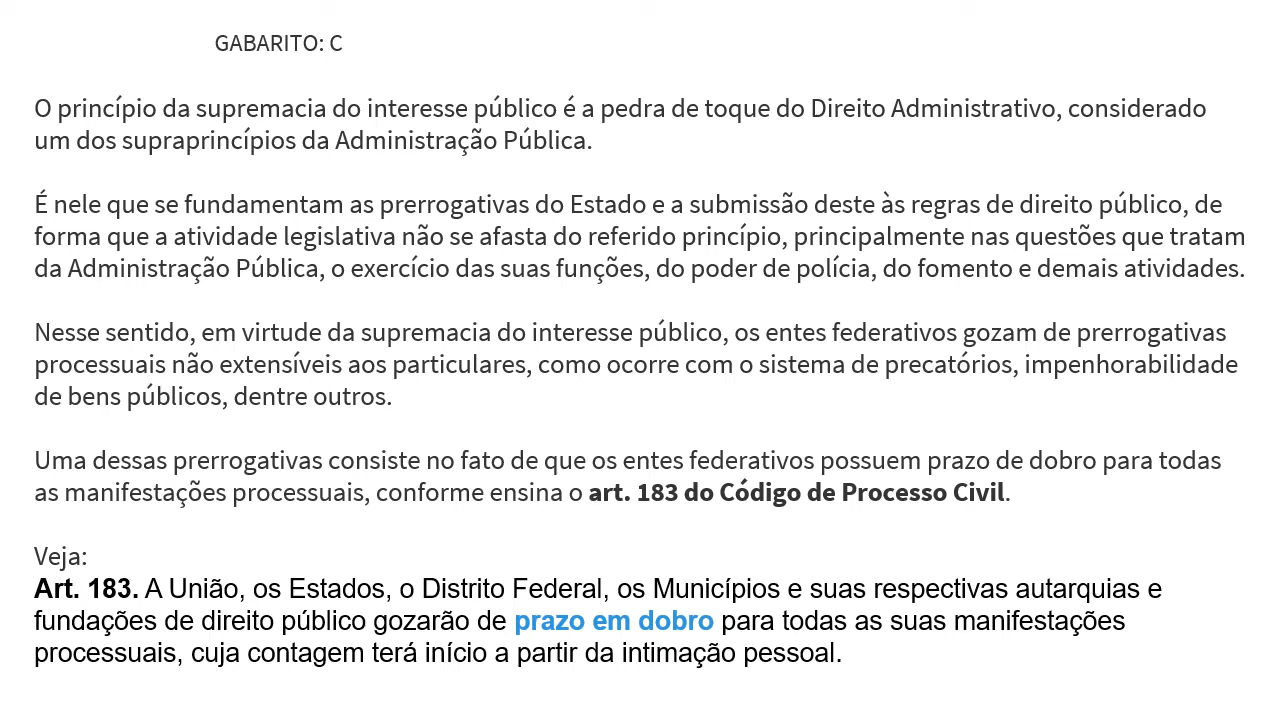 GABARITO: C
O princípio da supremacia do interesse público é a pedra de toque do Direito Administrativo, considerado
um dos supraprincípios da Administração Pública.
É nele que se fundamentam as prerrogativas do Estado e a submissão deste às regras de direito público, de
forma que a atividade legislativa não se afasta do referido princípio, principalmente nas questões que tratam
da Administração Pública, o exercício das suas funções, do poder de polícia, do fomento e demais atividades.
Nesse sentido, em virtude da supremacia do interesse público, os entes federativos gozam de prerrogativas
processuais não extensíveis aos particulares, como ocorre com o sistema de precatórios, impenhorabilidade
de bens públicos, dentre outros.
Uma dessas prerrogativas consiste no fato de que os entes federativos possuem prazo de dobro para todas
as manifestações processuais, conforme ensina o art. 183 do Código de Processo Civil.
Veja:
Art. 183. A União, os Estados, o Distrito Federal, os Municípios e suas respectivas autarquias e
fundações de direito público gozarão de prazo em dobro para todas as suas manifestações
processuais, cuja contagem terá início a partir da intimação pessoal.